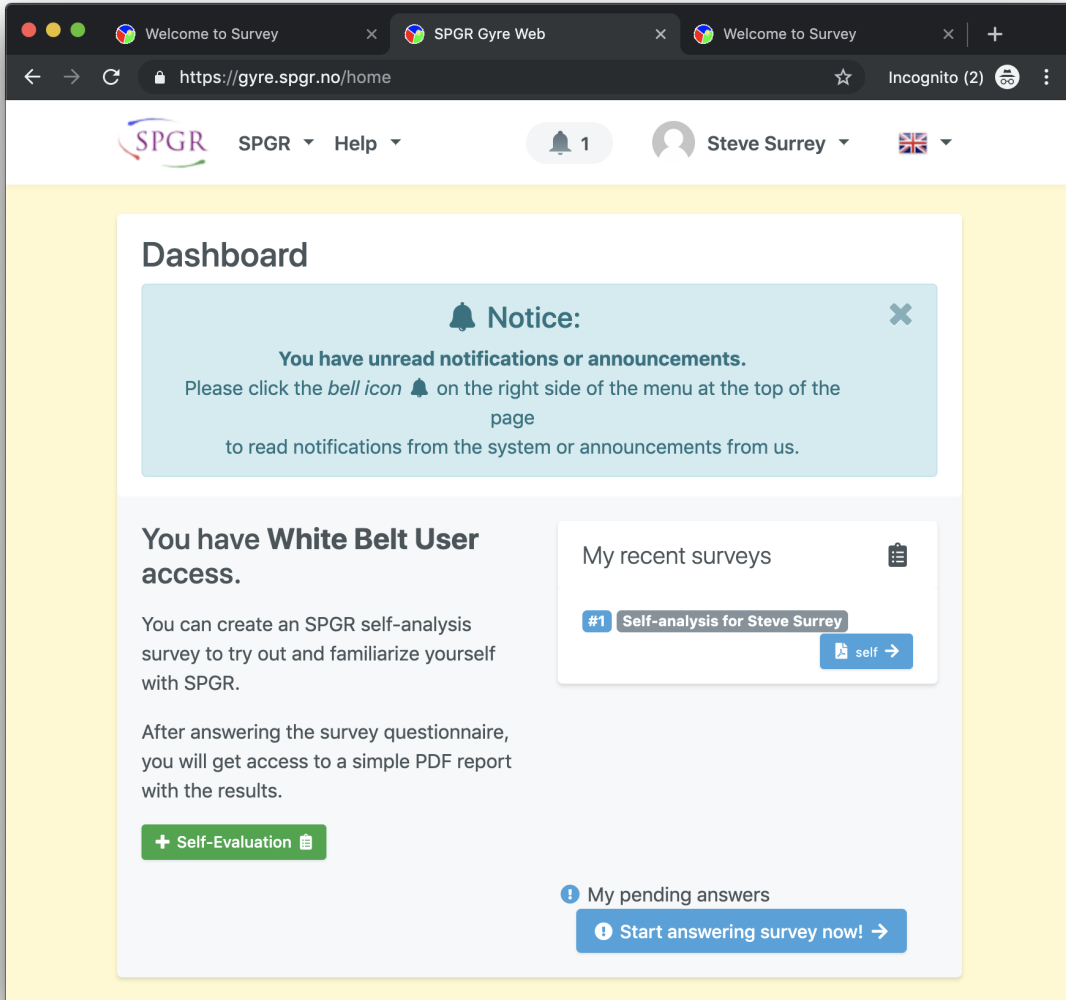 Welcome to Survey
SPGR Gyre Web
Welcome to Survey
https://gyre.spgr.no/home
Incognito (2)
SPGR
SPGR
Help
1
Steve Surrey
Dashboard
Notice:
You have unread notifications or announcements.
Please click the bell icon on the right side of the menu at the top of the
page
to read notifications from the system or announcements from us.
You have White Belt User
access.
You can create an SPGR self-analysis
survey to try out and familiarize yourself
with SPGR.
After answering the survey questionnaire,
you will get access to a simple PDF report
with the results.
+ Self-Evaluation
My recent surveys
#1 Self-analysis for Steve Surrey
self →
My pending answers
Start answering survey now! →